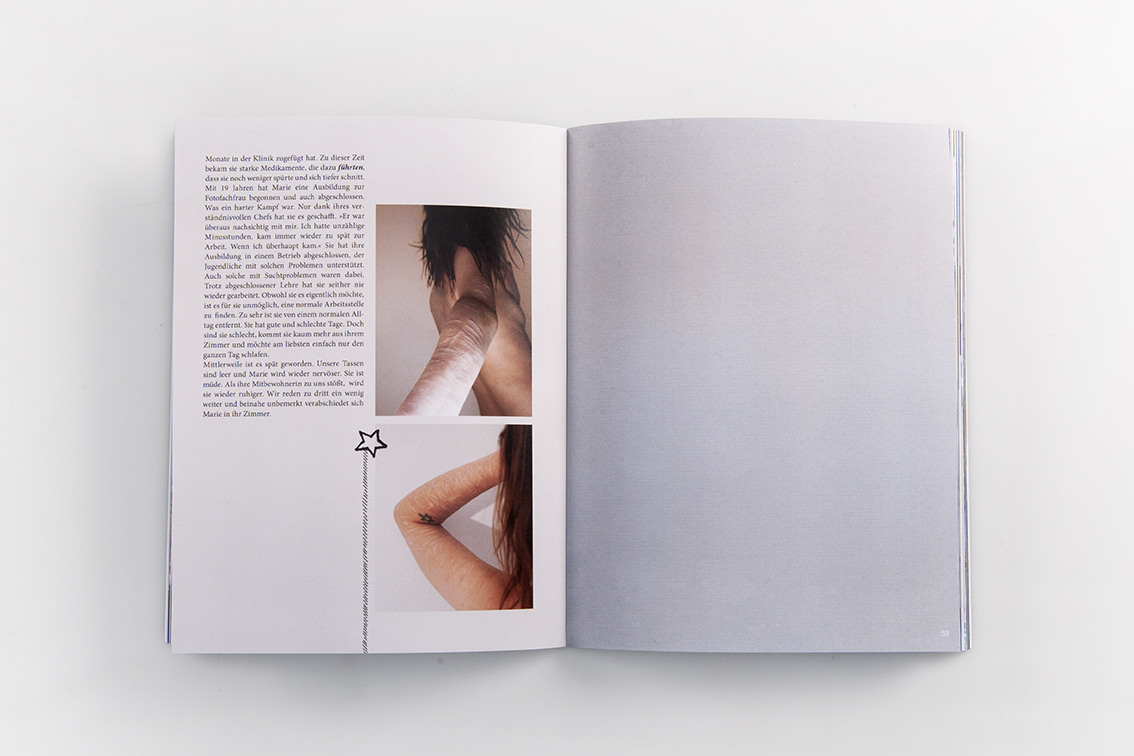 Monate in der Klinik zugefügt hat. Zu dieser Zeit
bekam sie starke Medikamente, die dazu führten,
dass sie noch weniger spürte und sich tiefer schnitt.
Mit 19 Jahren hat Marie eine Ausbildung zur
Fotofachfrau begonnen und auch abgeschlossen.
Was ein harter Kampf war. Nur dank ihres ver-
ständnisvollen Chefs hat sie es geschafft. »Er war
überaus nachsichtig mit mir. Ich hatte unzählige
Minusstunden, kam immer wieder zu spät zur
Arbeit. Wenn ich überhaupt kam.« Sie hat ihre
Ausbildung in einem Betrieb abgeschlossen, der
Jugendliche mit solchen Problemen unterstützt.
Auch solche mit Suchtproblemen waren dabei.
Trotz abgeschlossener Lehre hat sie seither nie
wieder gearbeitet. Obwohl sie es eigentlich möchte,
ist es für sie unmöglich, eine normale Arbeitsstelle
zu finden. Zu sehr ist sie von einem normalen All-
tag entfernt. Sie hat gute und schlechte Tage. Doch
sind sie schlecht, kommt sie kaum mehr aus ihrem
Zimmer und möchte am liebsten einfach nur den
ganzen Tag schlafen.
Mittlerweile ist es spät geworden. Unsere Tassen
sind leer und Marie wird wieder nervöser. Sie ist
müde. Als ihre Mitbewohnerin zu uns stößt, wird
sie wieder ruhiger. Wir reden zu dritt ein wenig
weiter und beinahe unbemerkt verabschiedet sich
Marie in ihr Zimmer.